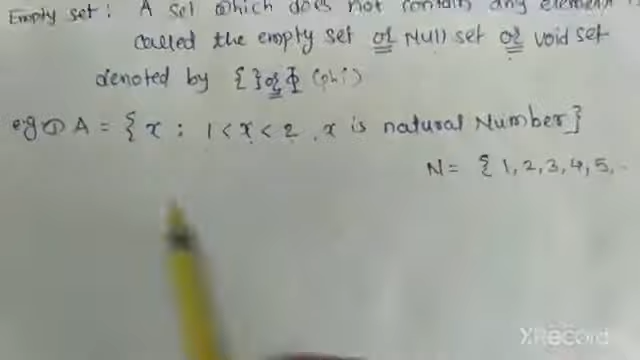 Empty set : A set which does not contain any element is
called the empty set or Null set or void set
denoted by { } or Φ (phi)
eg ① A = { x : 1 < x < 2 , x is natural Number }
N = { 1, 2, 3, 4, 5, -
XRecord